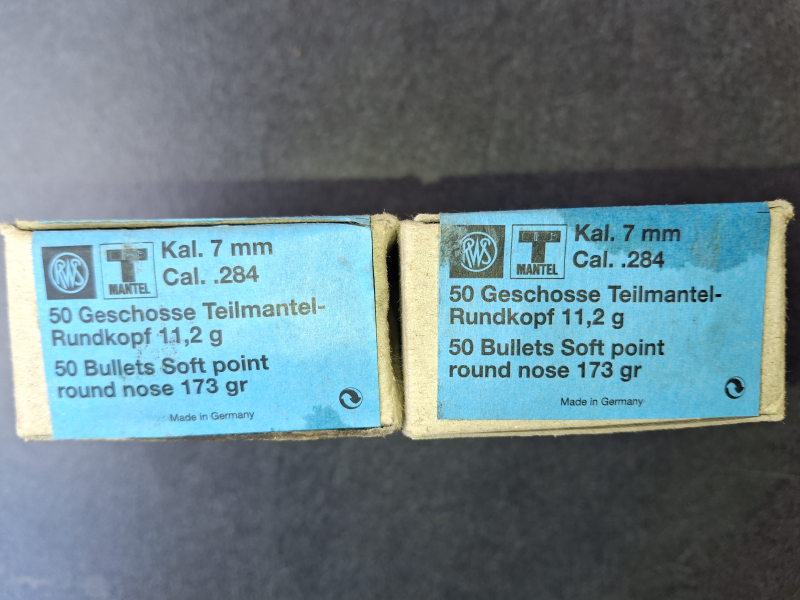 RWS
T
MANTEL
Kal. 7 mm
Cal. .284
50 Geschosse Teilmantel-
Rundkopf 11,2 g
50 Bullets Soft point
round nose 173 gr
Made in Germany
RWS
T
MANTEL
Kal. 7 mm
Cal. .284
50 Geschosse Teilmantel-
Rundkopf 11,2 g
50 Bullets Soft point
round nose 173 gr
Made in Germany